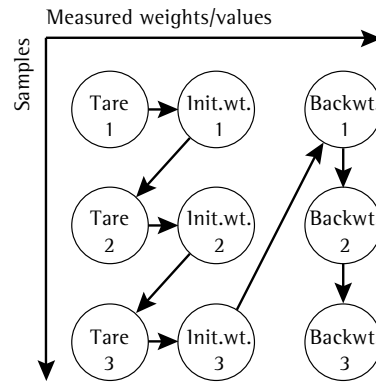 Measured weights/values
Samples
Tare
1
Init.wt.
1
Backwt.
1
Tare
2
Init.wt.
2
Backwt.
2
Tare
3
Init.wt.
3
Backwt.
3